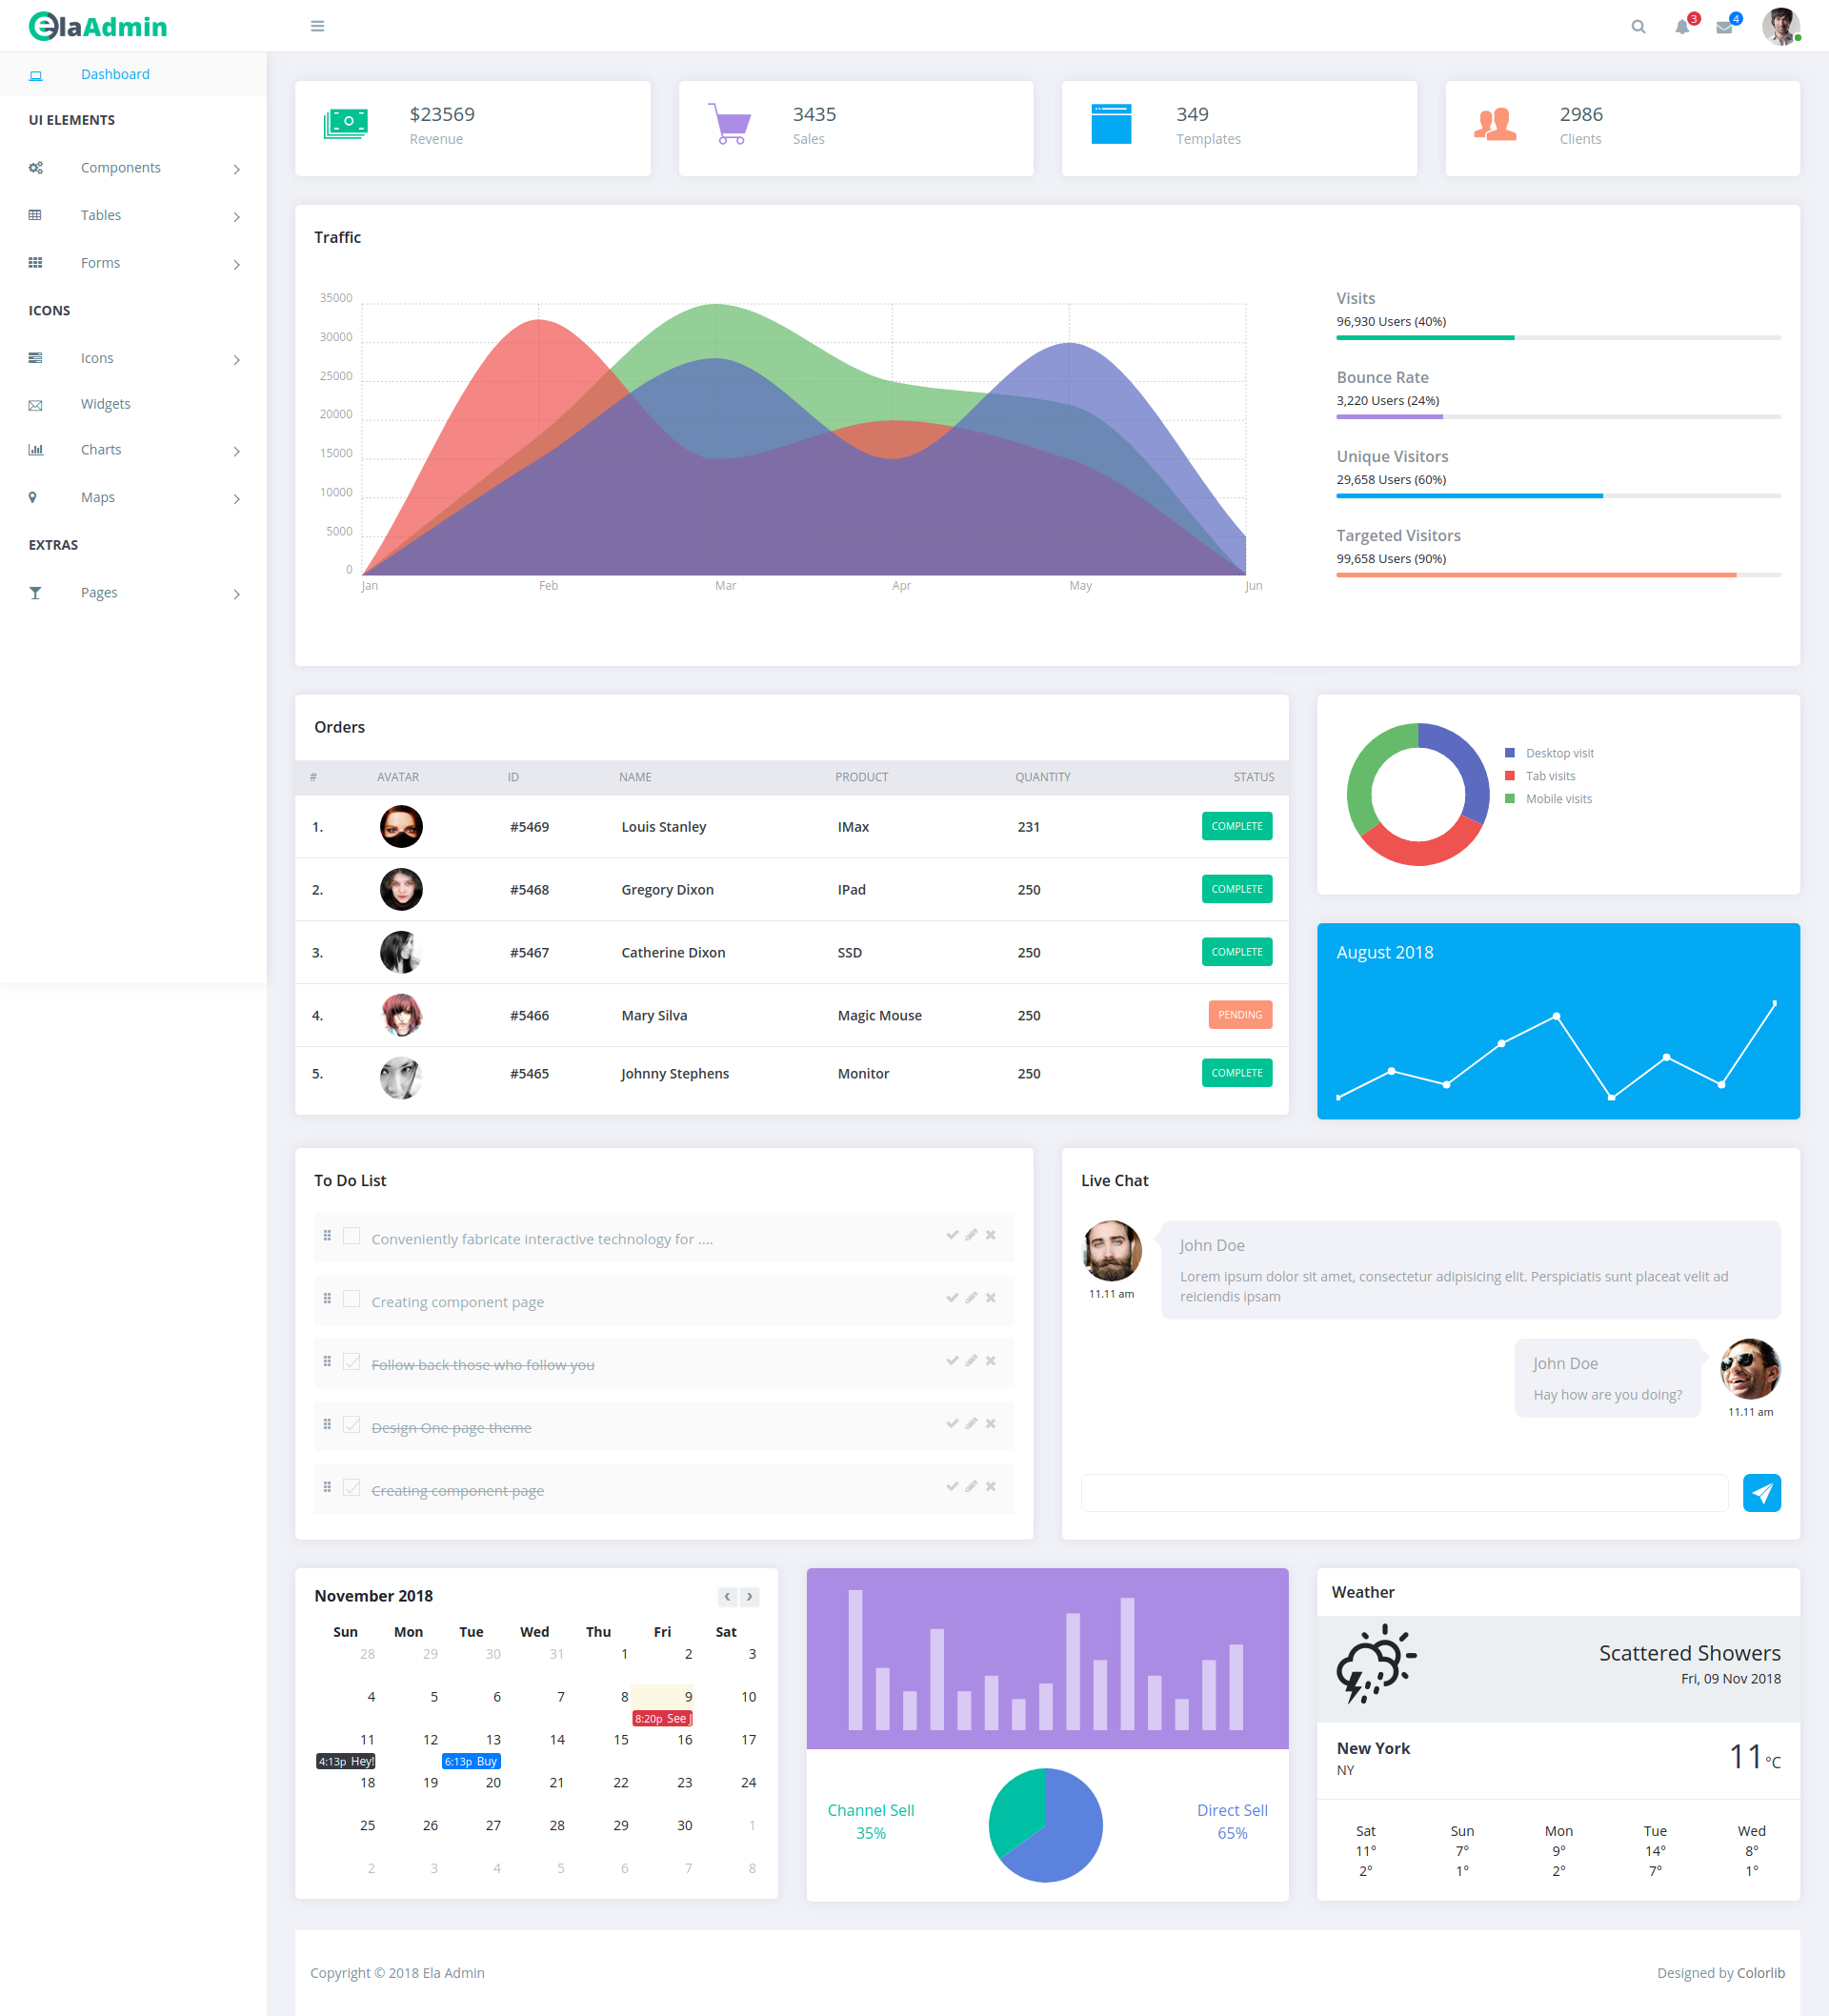 elaAdmin
3
4
Dashboard
UI ELEMENTS
Components
Tables
Forms
ICONS
Icons
Widgets
Charts
Maps
EXTRAS
Pages
$23569
Revenue
3435
Sales
349
Templates
2986
Clients
Traffic
35000
30000
25000
20000
15000
10000
5000
0
Jan Feb Mar Apr May Jun
Visits
96,930 Users (40%)
Bounce Rate
3,220 Users (24%)
Unique Visitors
29,658 Users (60%)
Targeted Visitors
99,658 Users (90%)
Orders
# AVATAR ID NAME PRODUCT QUANTITY STATUS
1. #5469 Louis Stanley IMax 231 COMPLETE
2. #5468 Gregory Dixon IPad 250 COMPLETE
3. #5467 Catherine Dixon SSD 250 COMPLETE
4. #5466 Mary Silva Magic Mouse 250 PENDING
5. #5465 Johnny Stephens Monitor 250 COMPLETE
Desktop visit
Tab visits
Mobile visits
August 2018
To Do List
Conveniently fabricate interactive technology for ....
Creating component page
Follow back those who follow you
Design One page theme
Creating component page
Live Chat
John Doe
Lorem ipsum dolor sit amet, consectetur adipisicing elit. Perspiciatis sunt placeat velit ad
reiciendis ipsam
11.11 am
John Doe
Hay how are you doing?
11.11 am
November 2018
Sun Mon Tue Wed Thu Fri Sat
28 29 30 31 1 2 3
4 5 6 7 8 9 10
8:20p See
11 12 13 14 15 16 17
4:13p Hey! 6:13p Buy
18 19 20 21 22 23 24
25 26 27 28 29 30 1
2 3 4 5 6 7 8
Channel Sell
35%
Direct Sell
65%
Weather
Scattered Showers
Fri, 09 Nov 2018
New York
NY
11°C
Sat Sun Mon Tue Wed
11° 7° 9° 14° 8°
2° 1° 2° 7° 1°
Copyright © 2018 Ela Admin
Designed by Colorlib